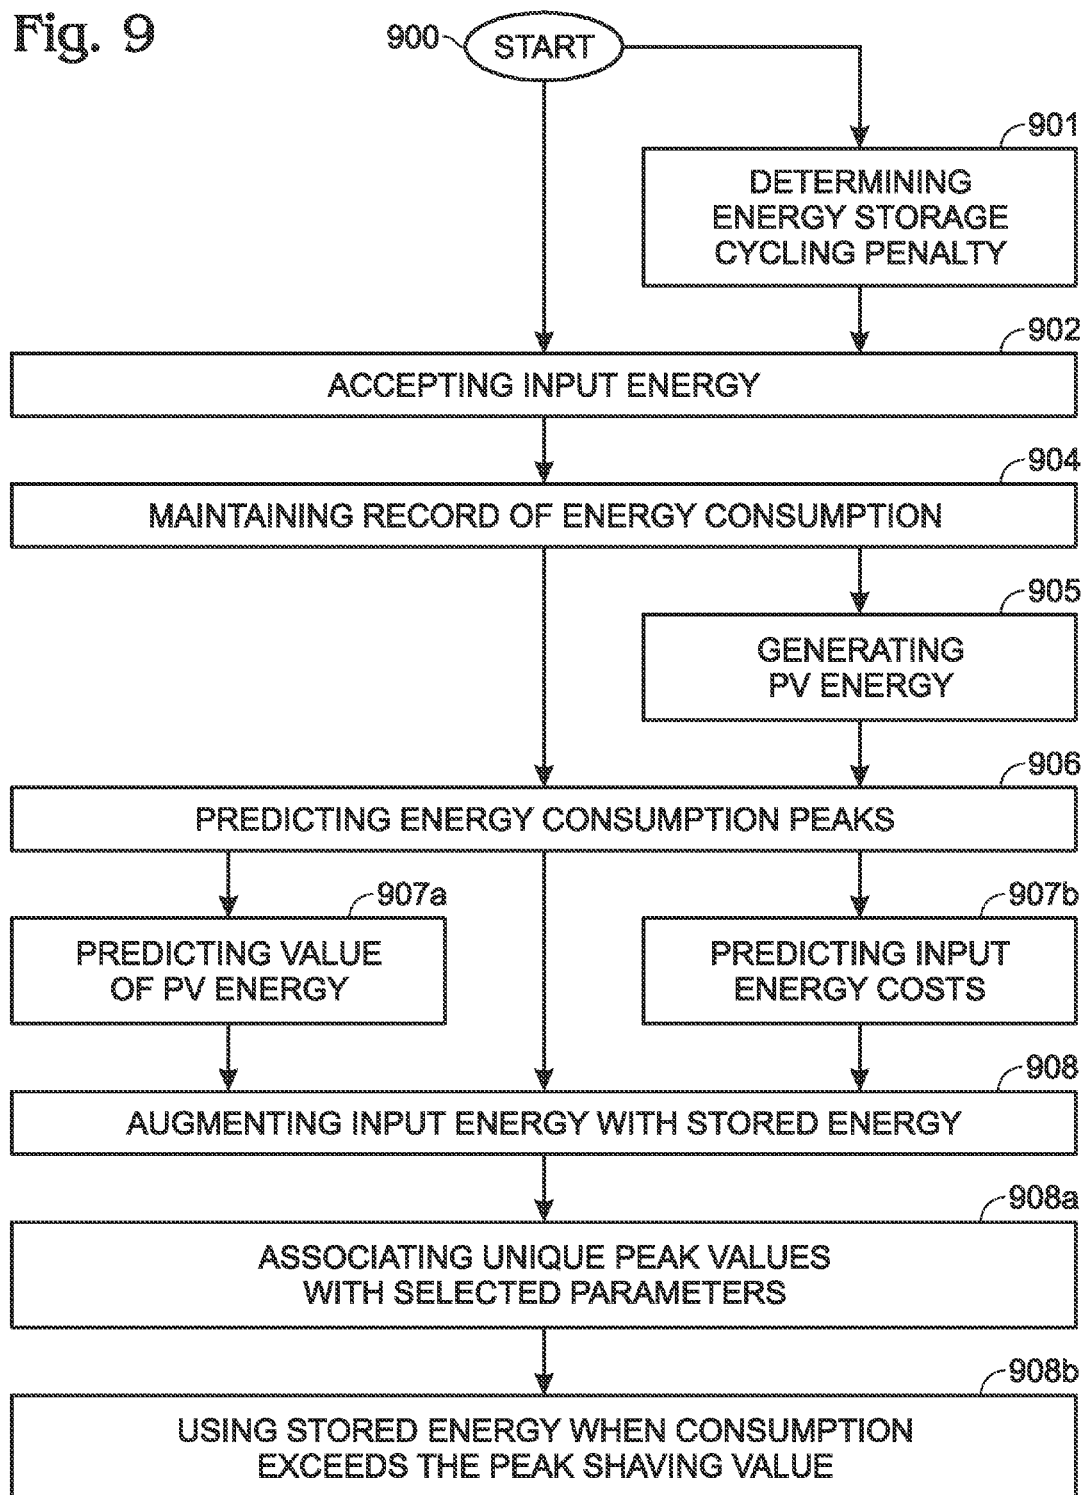 Fig. 9
900
START
901
DETERMINING
ENERGY STORAGE
CYCLING PENALTY
902
ACCEPTING INPUT ENERGY
904
MAINTAINING RECORD OF ENERGY CONSUMPTION
905
GENERATING
PV ENERGY
906
PREDICTING ENERGY CONSUMPTION PEAKS
907a
PREDICTING VALUE
OF PV ENERGY
907b
PREDICTING INPUT
ENERGY COSTS
908
AUGMENTING INPUT ENERGY WITH STORED ENERGY
908a
ASSOCIATING UNIQUE PEAK VALUES
WITH SELECTED PARAMETERS
908b
USING STORED ENERGY WHEN CONSUMPTION
EXCEEDS THE PEAK SHAVING VALUE